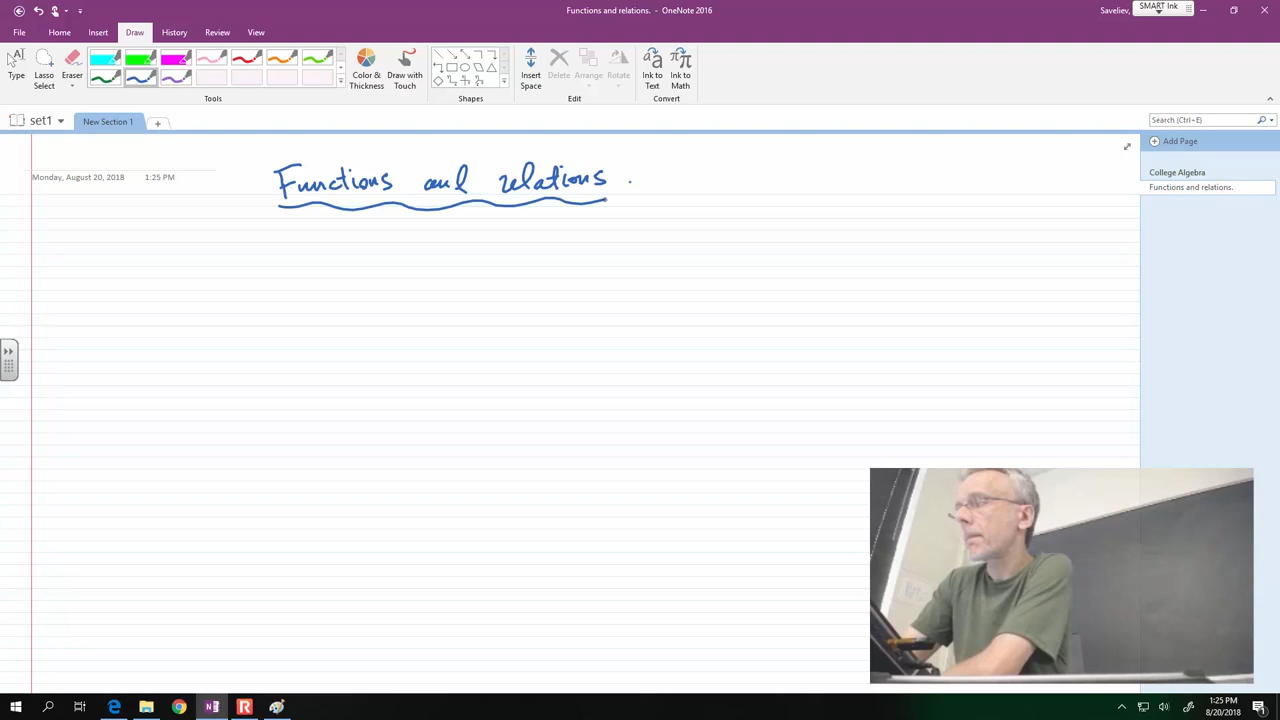 Functions and relations. - OneNote 2016
Saveliev,
SMART Ink
File Home Insert Draw History Review View
Type
Lasso Select
Eraser
Color & Thickness
Draw with Touch
Insert Space
Delete
Arrange
Rotate
Ink to Text
Ink to Math
Tools
Shapes
Edit
Convert
set1
New Section 1
Search (Ctrl+E)
Add Page
Monday, August 20, 2018 1:25 PM
Functions and relations .
College Algebra
Functions and relations.
1:25 PM
8/20/2018